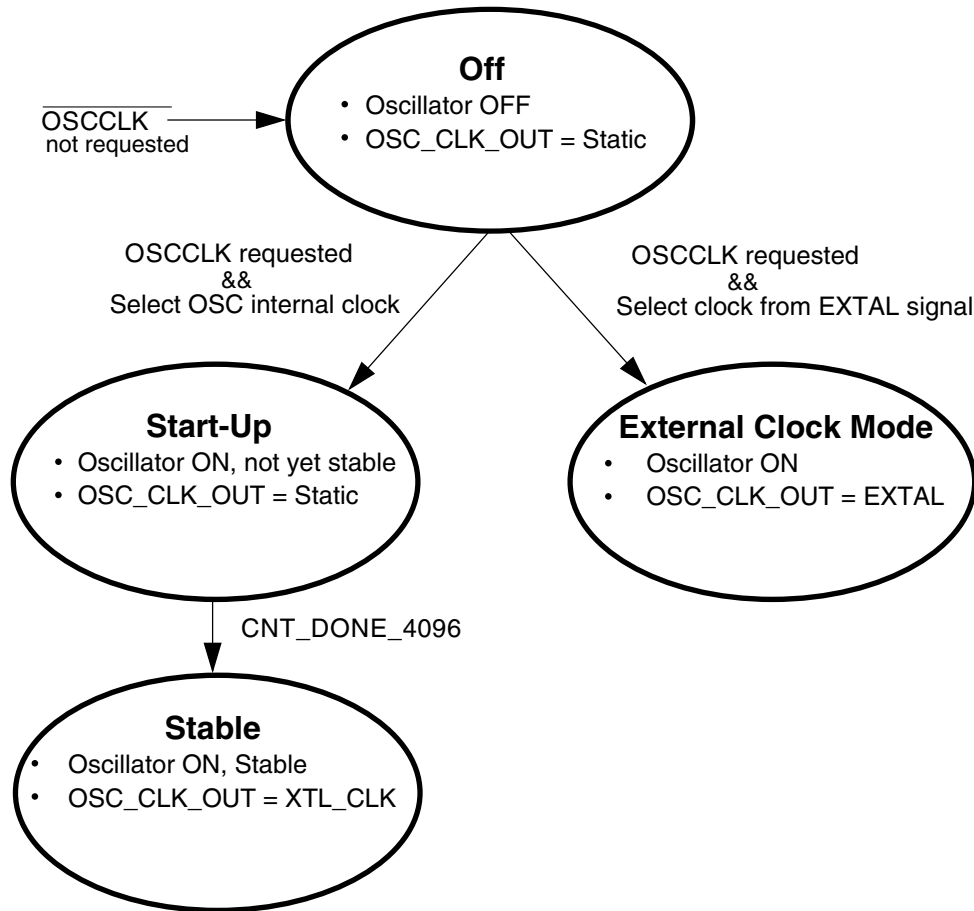 Off
• Oscillator OFF
• OSC_CLK_OUT = Static
OSCCLK
not requested
OSCCLK requested
&&
Select OSC internal clock
OSCCLK requested
&&
Select clock from EXTAL signal
Start-Up
• Oscillator ON, not yet stable
• OSC_CLK_OUT = Static
External Clock Mode
• Oscillator ON
• OSC_CLK_OUT = EXTAL
CNT_DONE_4096
Stable
• Oscillator ON, Stable
• OSC_CLK_OUT = XTL_CLK